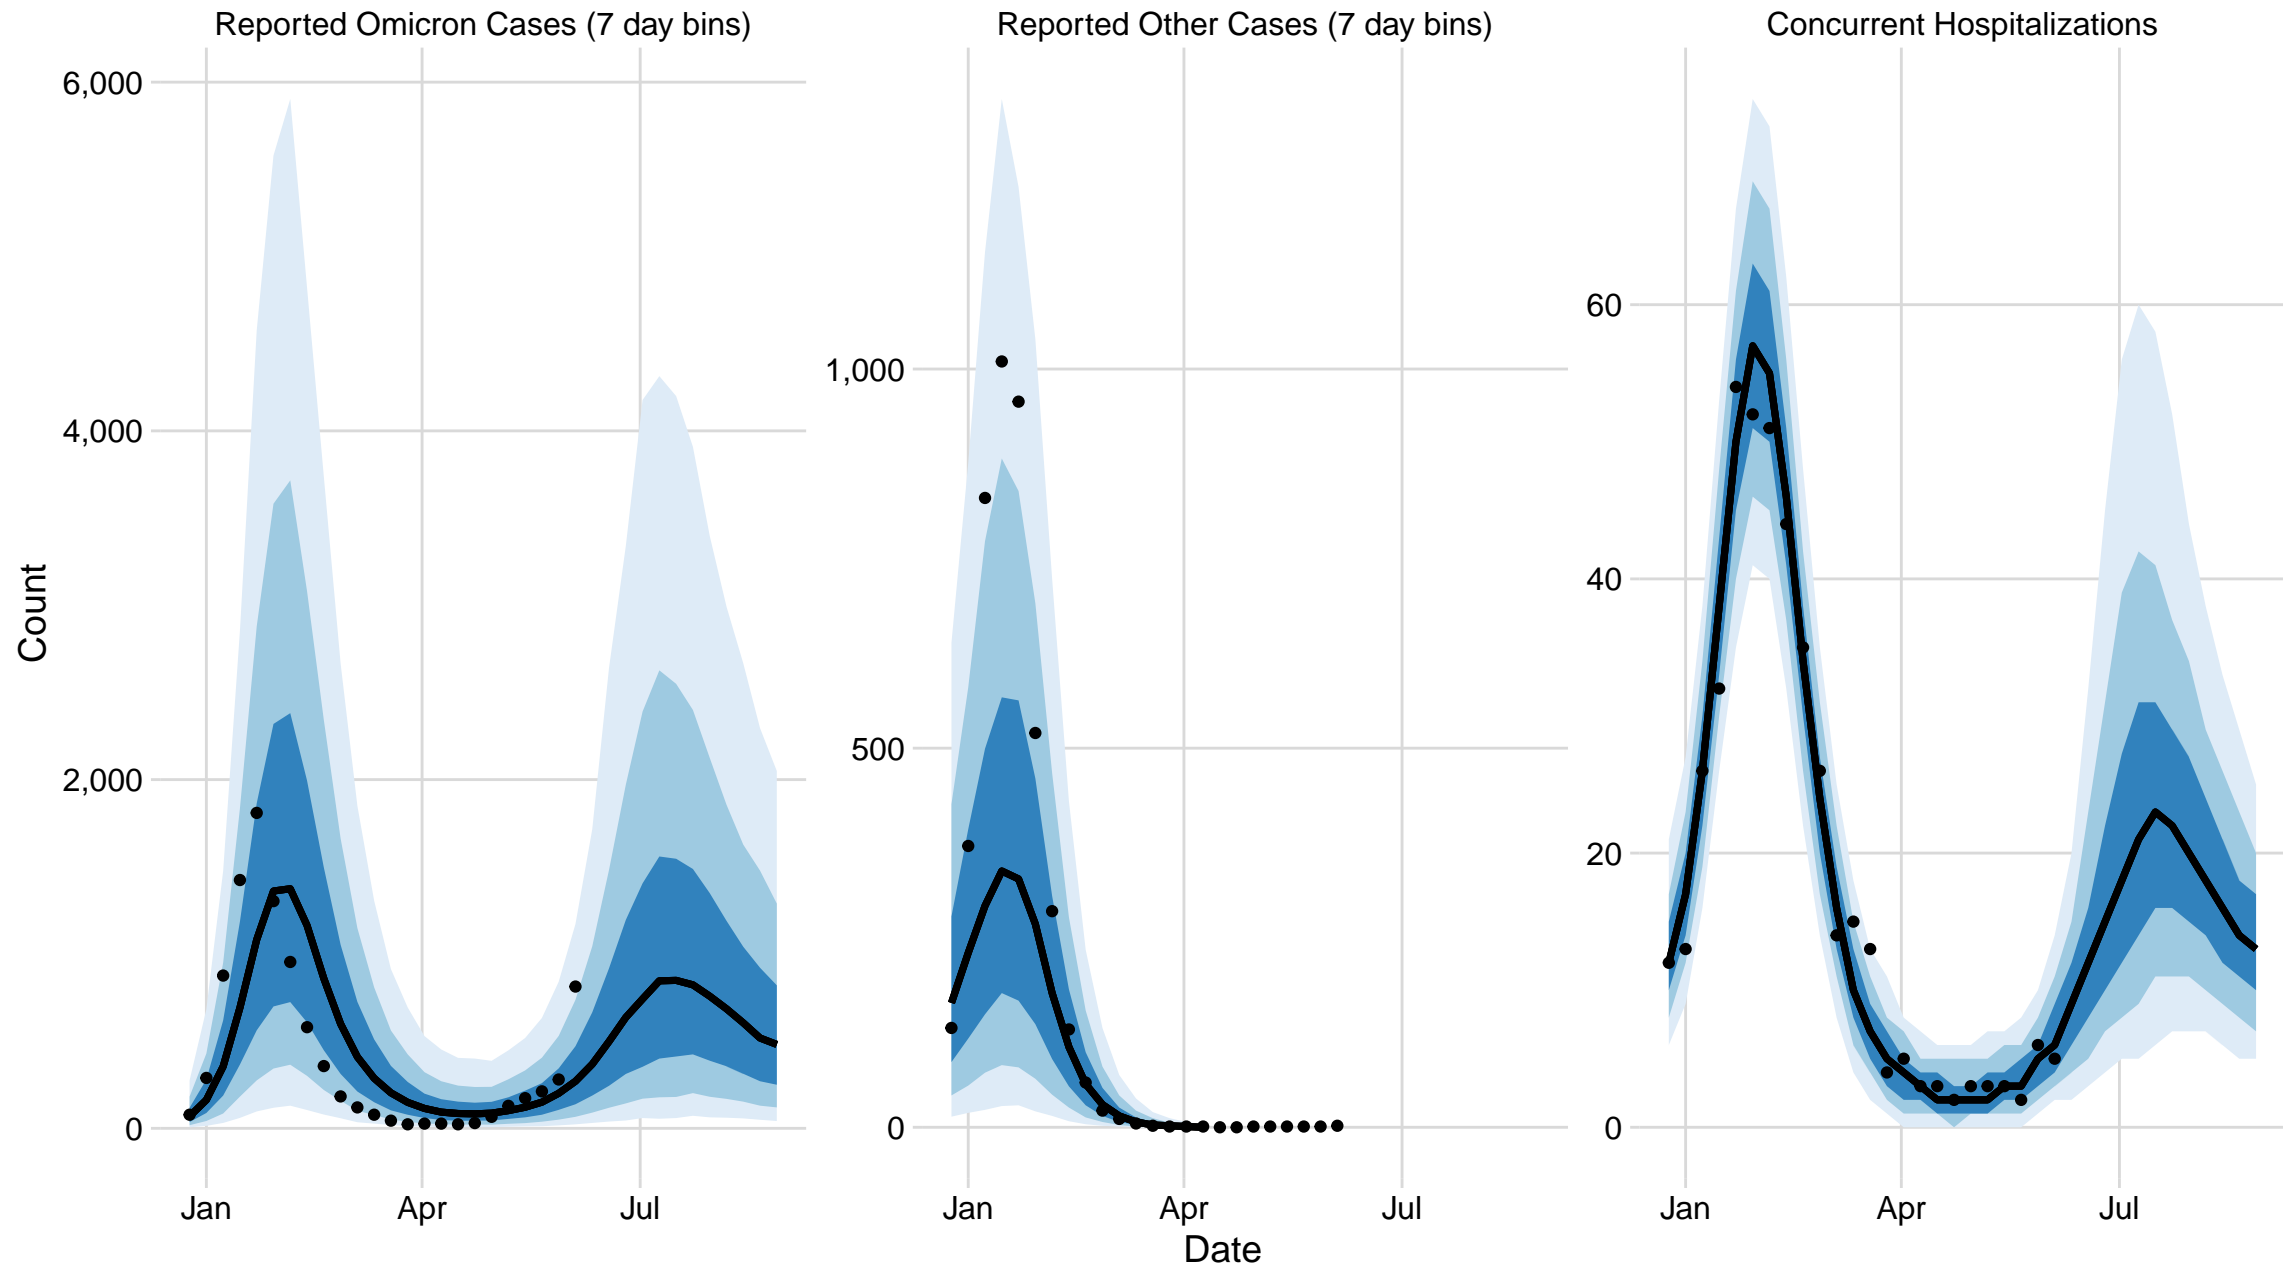 Reported Omicron Cases (7 day bins)
Reported Other Cases (7 day bins)
Concurrent Hospitalizations
Count
6,000
4,000
2,000
0
1,000
500
0
60
40
20
0
Jan Apr Jul
Jan Apr Jul
Jan Apr Jul
Date